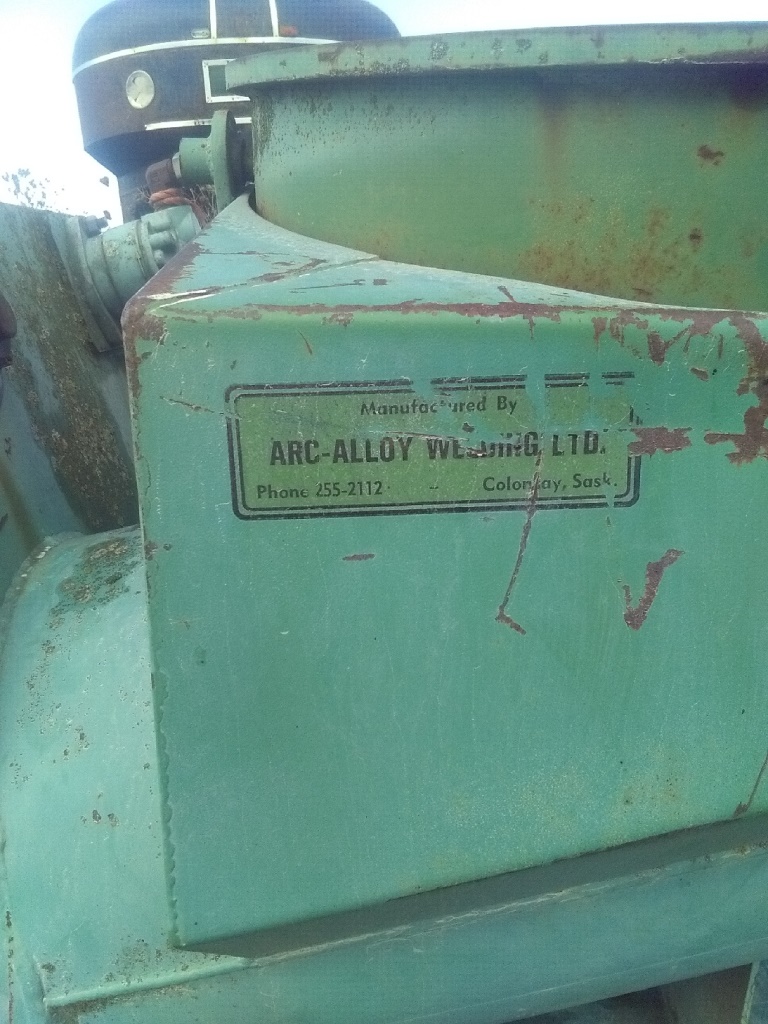 Manufactured By
ARC-ALLOY WELDING LTD.
Phone 255-2112 - Colonsay, Sask.